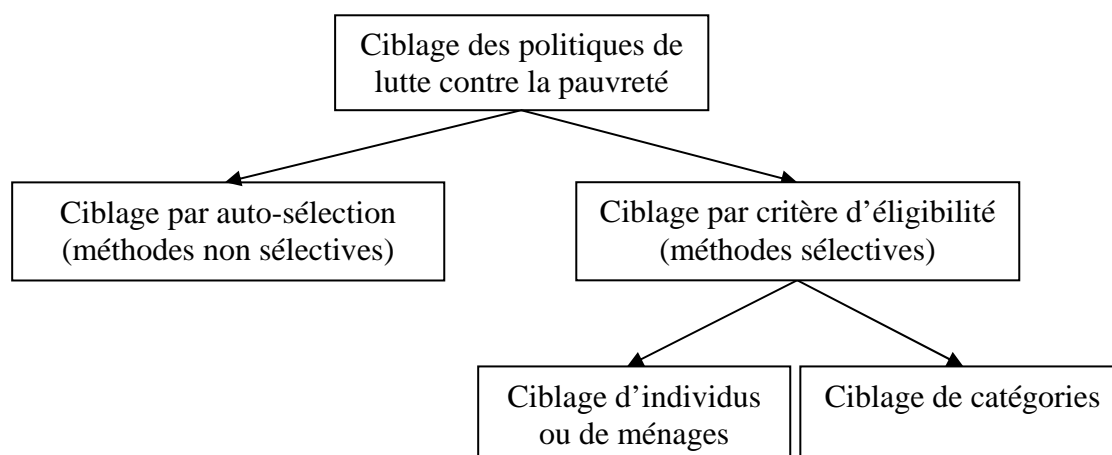 Ciblage des politiques de
lutte contre la pauvreté
Ciblage par auto-sélection
(méthodes non sélectives)
Ciblage par critère d’éligibilité
(méthodes sélectives)
Ciblage d’individus
ou de ménages
Ciblage de catégories